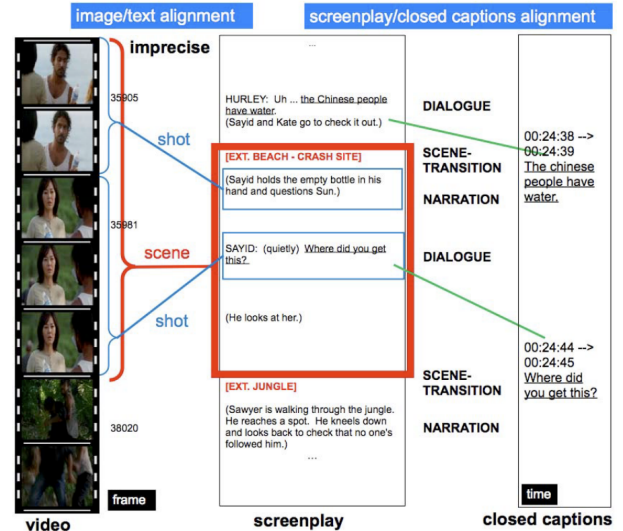 image/text alignment
screenplay/closed captions alignment
imprecise
35905
shot
35981
scene
shot
38020
frame
video
...
HURLEY: Uh ... the Chinese people
have water.
(Sayid and Kate go to check it out.)
[EXT. BEACH - CRASH SITE]
(Sayid holds the empty bottle in his
hand and questions Sun.)
SAYID: (quietly) Where did you get
this?
(He looks at her.)
[EXT. JUNGLE]
(Sawyer is walking through the jungle.
He reaches a spot. He kneels down
and looks back to check that no one's
followed him.)
...
screenplay
DIALOGUE
SCENE-
TRANSITION
NARRATION
DIALOGUE
SCENE-
TRANSITION
NARRATION
00:24:38 -->
00:24:39
The chinese
people have
water.
00:24:44 -->
00:24:45
Where did
you get this?
time
closed captions